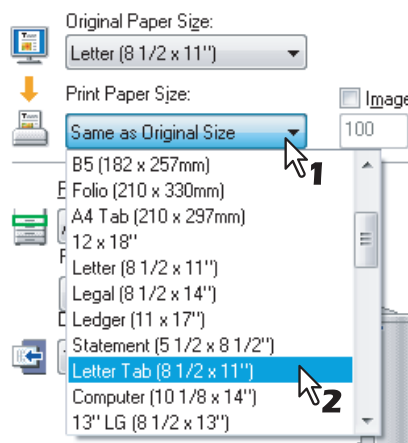 Original Paper Size:
Letter (8 1/2 x 11")
Print Paper Size:
Same as Original Size
100
1
B5 (182 x 257mm)
Folio (210 x 330mm)
A4 Tab (210 x 297mm)
12 x 18"
Letter (8 1/2 x 11")
Legal (8 1/2 x 14")
Ledger (11 x 17")
Statement (5 1/2 x 8 1/2")
Letter Tab (8 1/2 x 11")
2
Computer (10 1/8 x 14")
13" LG (8 1/2 x 13")